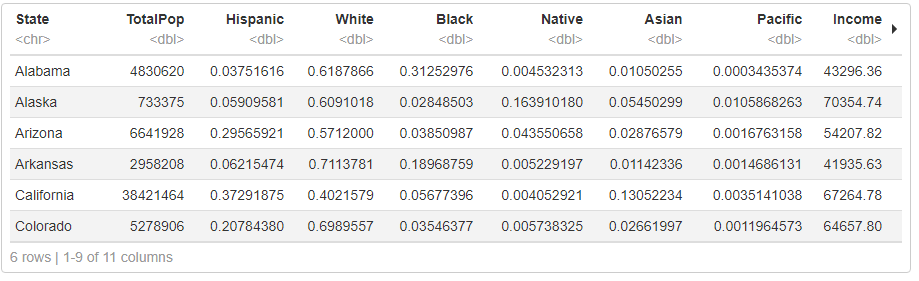 State TotalPop Hispanic White Black Native Asian Pacific Income
<chr> <dbl> <dbl> <dbl> <dbl> <dbl> <dbl> <dbl> <dbl>
Alabama 4830620 0.03751616 0.6187866 0.31252976 0.004532313 0.01050255 0.0003435374 43296.36
Alaska 733375 0.05909581 0.6091018 0.02848503 0.163910180 0.05450299 0.0105868263 70354.74
Arizona 6641928 0.29565921 0.5712000 0.03850987 0.043550658 0.02876579 0.0016763158 54207.82
Arkansas 2958208 0.06215474 0.7113781 0.18968759 0.005229197 0.01142336 0.0014686131 41935.63
California 38421464 0.37291875 0.4021579 0.05677396 0.004052921 0.13052234 0.0035141038 67264.78
Colorado 5278906 0.20784380 0.6989557 0.03546377 0.005738325 0.02661997 0.0011964573 64657.80
6 rows | 1-9 of 11 columns